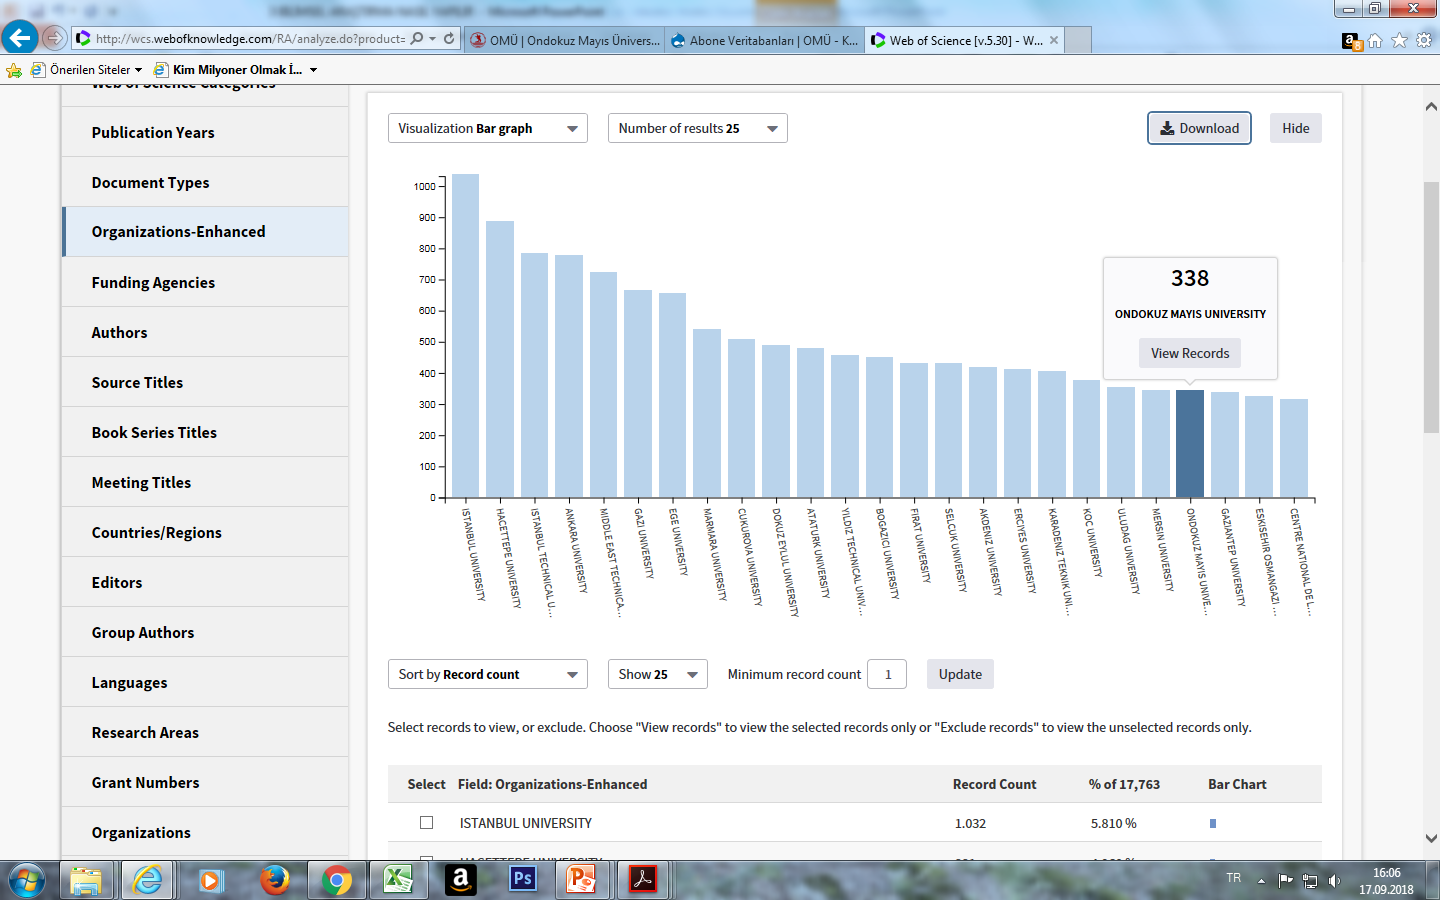 http://wcs.webofknowledge.com/RA/analyze.do?product=
OMÜ | Ondokuz Mayıs Ünivers...
Abone Veritabanları | OMÜ - K...
Web of Science [v.5.30] - W...
Önerilen Siteler
Kim Milyoner Olmak İ...
Web of Science Categories
Publication Years
Document Types
Organizations-Enhanced
Funding Agencies
Authors
Source Titles
Book Series Titles
Meeting Titles
Countries/Regions
Editors
Group Authors
Languages
Research Areas
Grant Numbers
Organizations
Visualization Bar graph
Number of results 25
Download
Hide
1000
900
800
700
600
500
400
300
200
100
0
338
ONDOKUZ MAYIS UNIVERSITY
View Records
ISTANBUL UNIVERSITY
HACETTEPE UNIVERSITY
ISTANBUL TECHNICAL U...
ANKARA UNIVERSITY
MIDDLE EAST TECHNICA...
GAZI UNIVERSITY
EGE UNIVERSITY
MARMARA UNIVERSITY
CUKUROVA UNIVERSITY
DOKUZ EYLUL UNIVERSITY
ATATURK UNIVERSITY
YILDIZ TECHNICAL UNIV...
BOGAZICI UNIVERSITY
FIRAT UNIVERSITY
SELCUK UNIVERSITY
AKDENIZ UNIVERSITY
ERCIYES UNIVERSITY
KARADENIZ TEKNIK UNI...
KOC UNIVERSITY
ULUDAG UNIVERSITY
MERSIN UNIVERSITY
ONDOKUZ MAYIS UNIVE...
GAZIANTEP UNIVERSITY
ESKISEHIR OSMANGAZI ...
CENTRE NATIONAL DE L...
Sort by Record count
Show 25
Minimum record count 1
Update
Select records to view, or exclude. Choose "View records" to view the selected records only or "Exclude records" to view the unselected records only.
Select Field: Organizations-Enhanced Record Count % of 17,763 Bar Chart
ISTANBUL UNIVERSITY 1.032 5.810 %
HACETTEPE UNIVERSITY
TR
16:06
17.09.2018